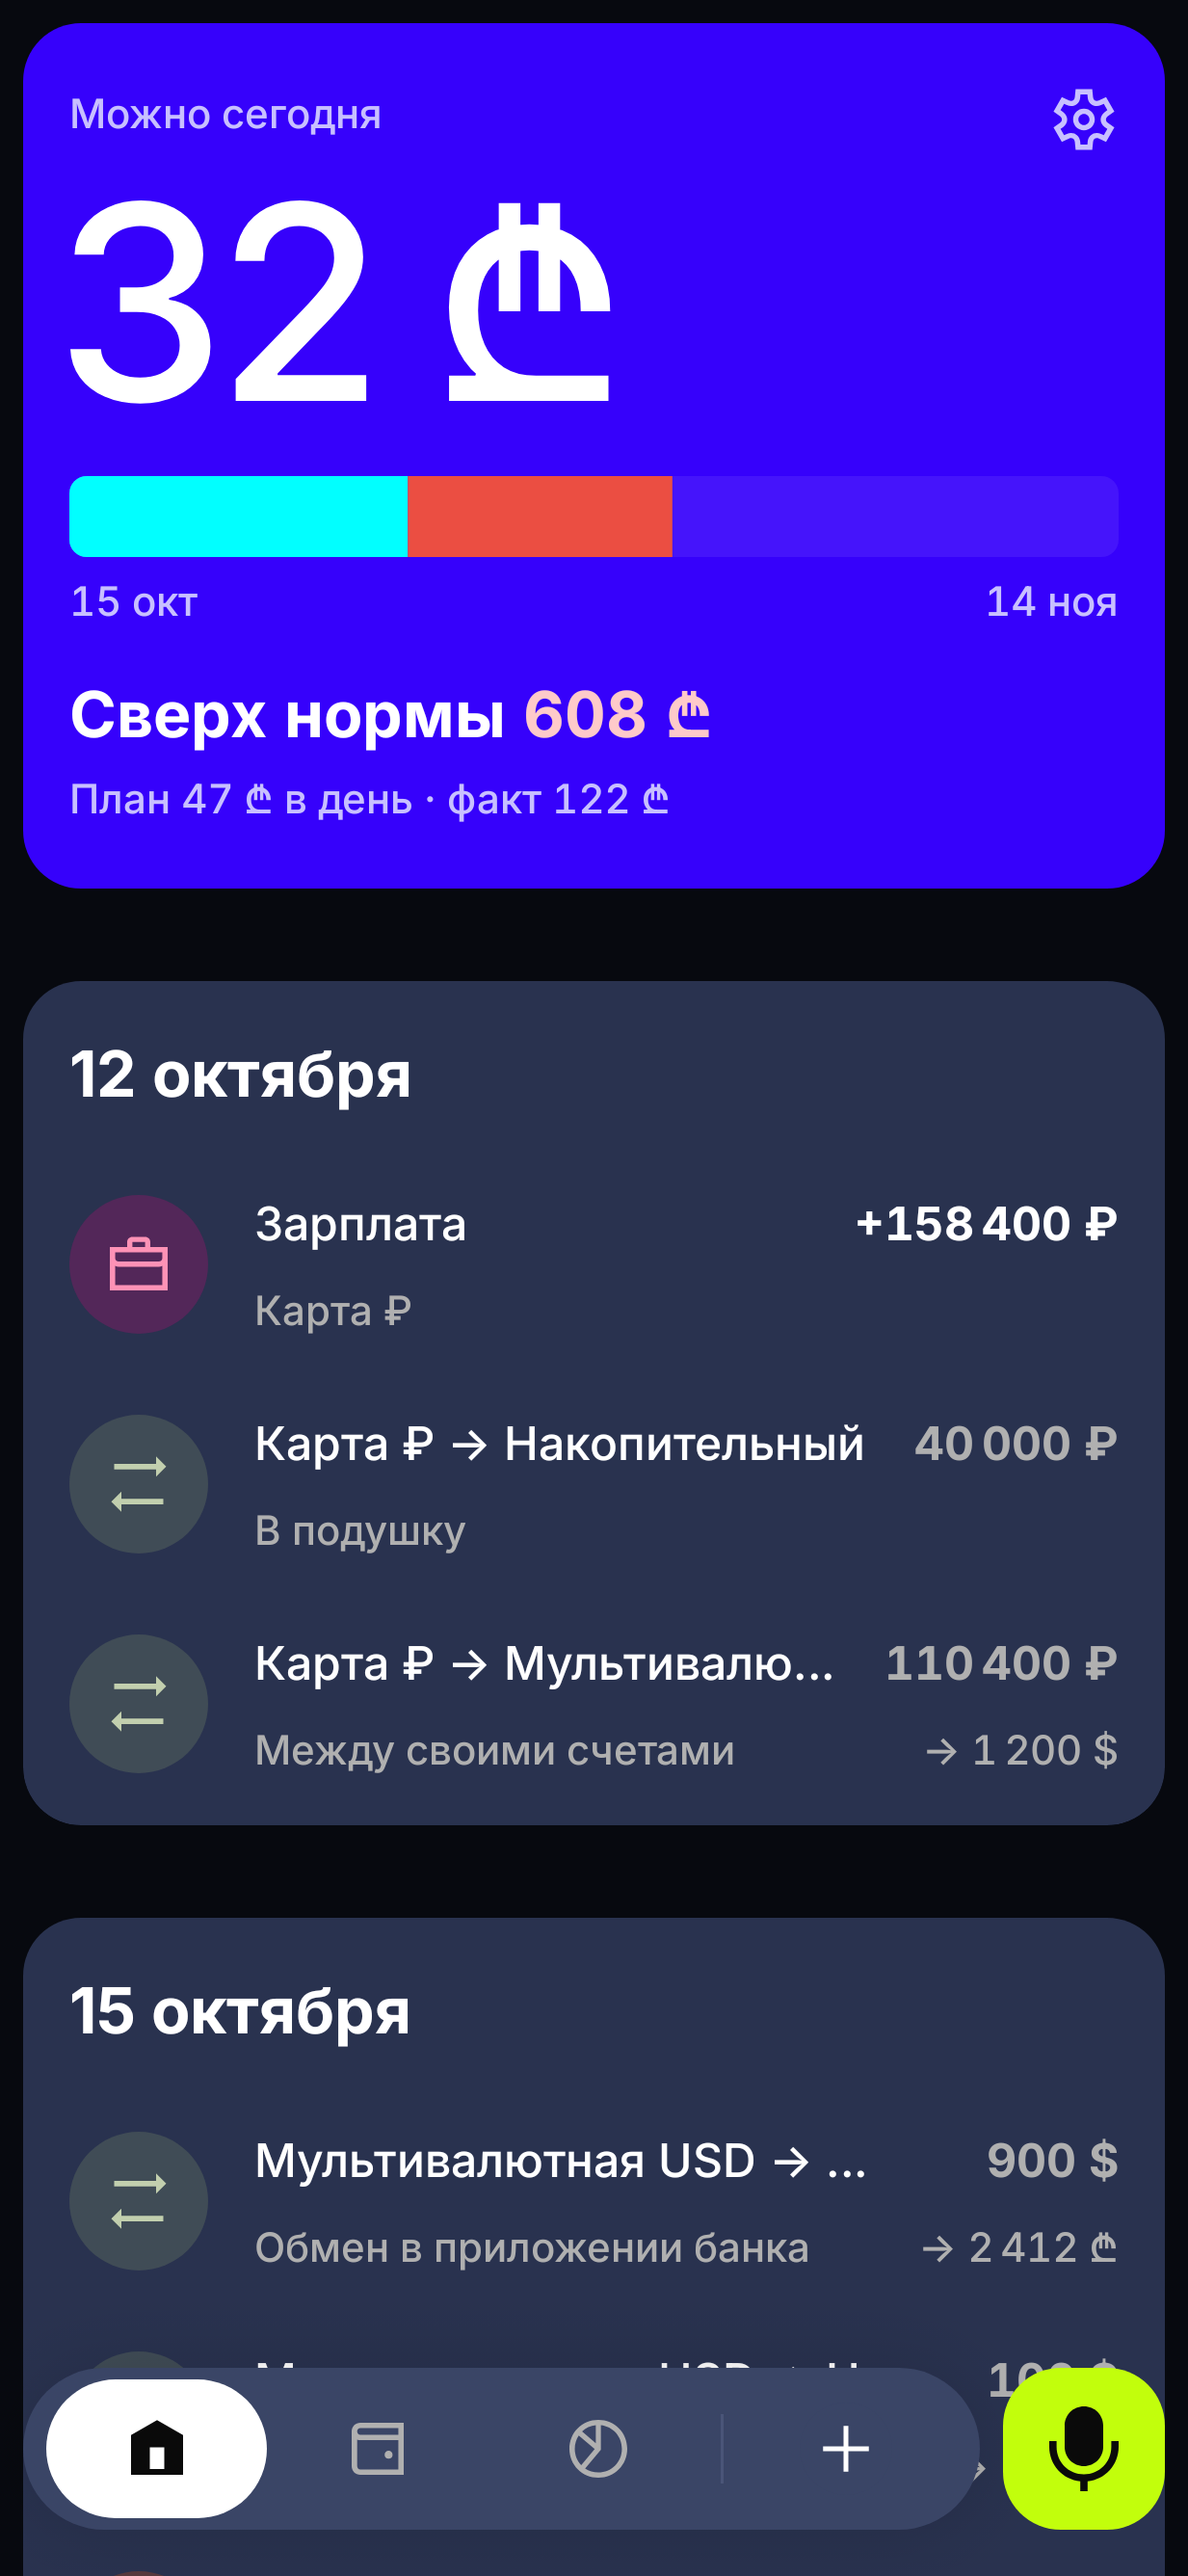 Можно сегодня
32 ₾
15 окт 14 ноя
Сверх нормы 608 ₾
План 47 ₾ в день · факт 122 ₾
12 октября
Зарплата +158 400 ₽
Карта ₽
Карта ₽ → Накопительный 40 000 ₽
В подушку
Карта ₽ → Мультивалю... 110 400 ₽
Между своими счетами → 1 200 $
15 октября
Мультивалютная USD → ... 900 $
Обмен в приложении банка → 2 412 ₾